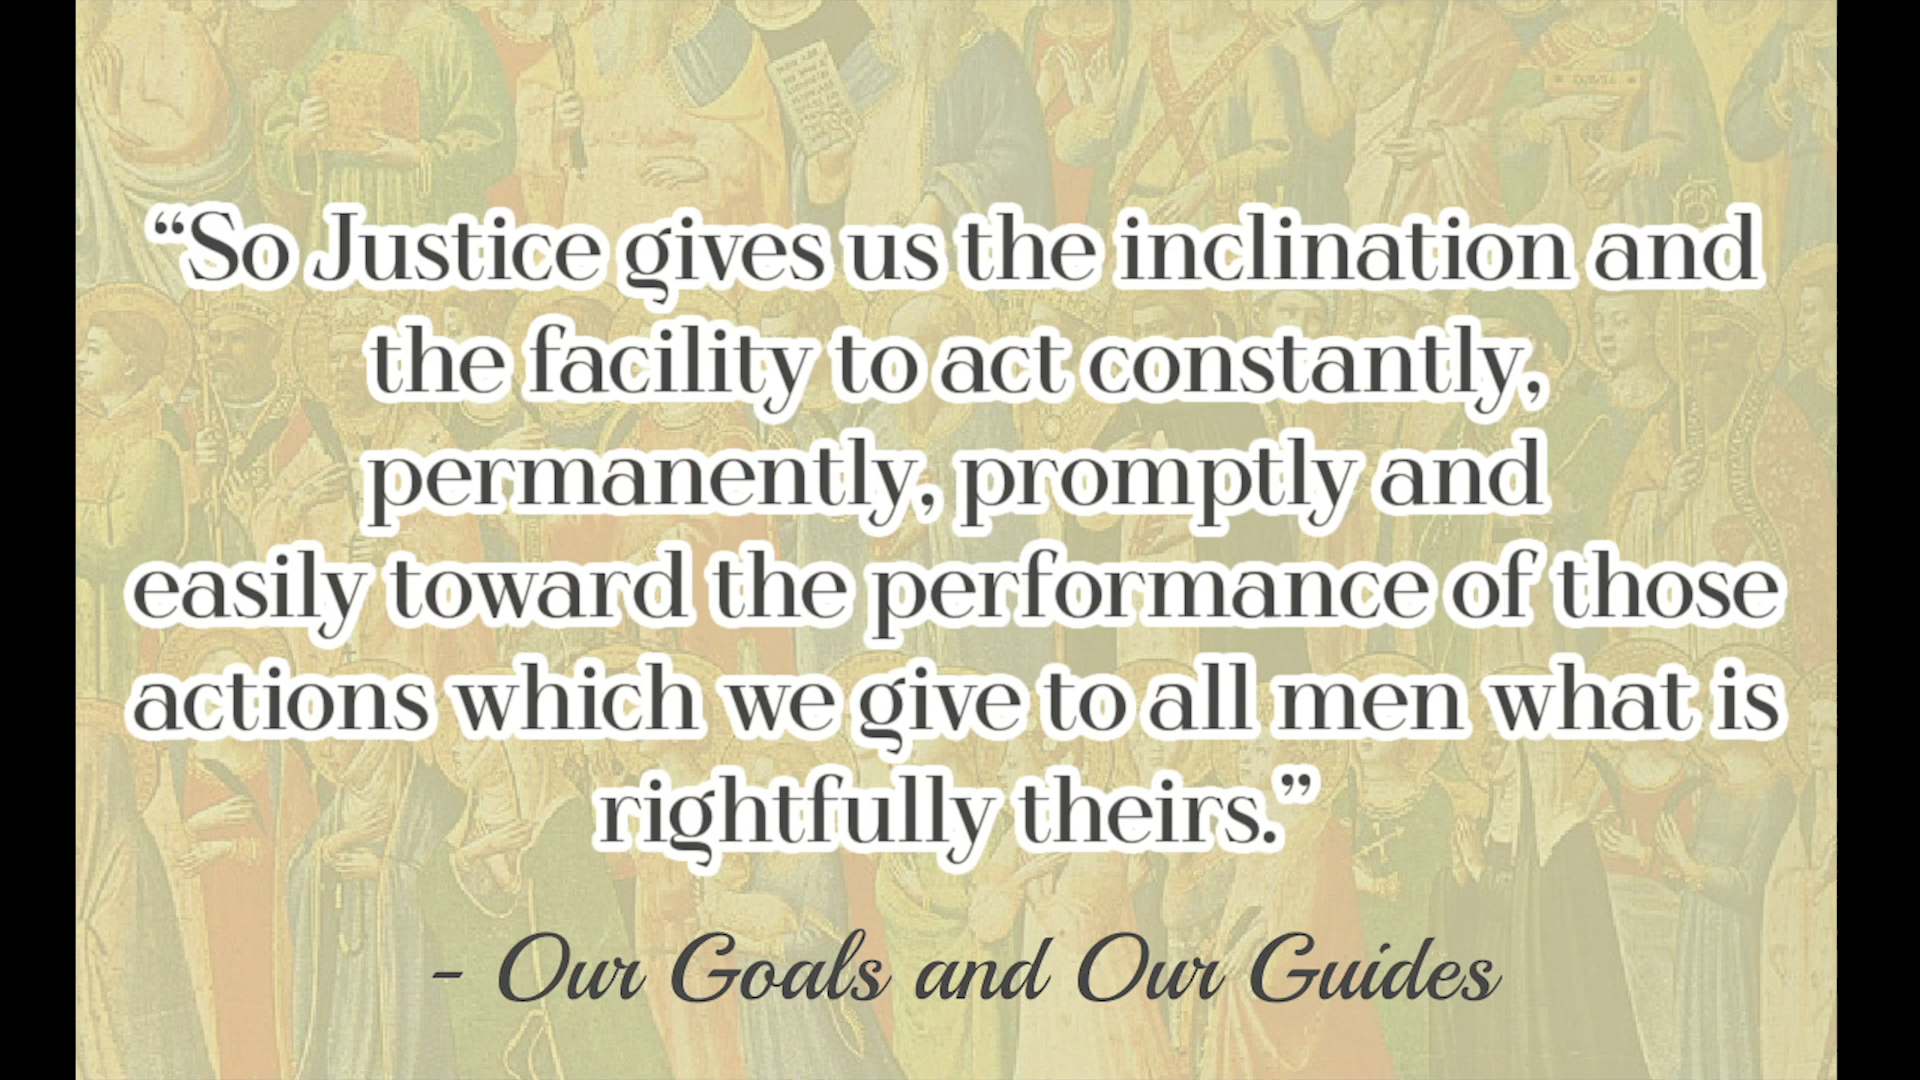 “So Justice gives us the inclination and
the facility to act constantly,
permanently, promptly and
easily toward the performance of those
actions which we give to all men what is
rightfully theirs.”
- Our Goals and Our Guides